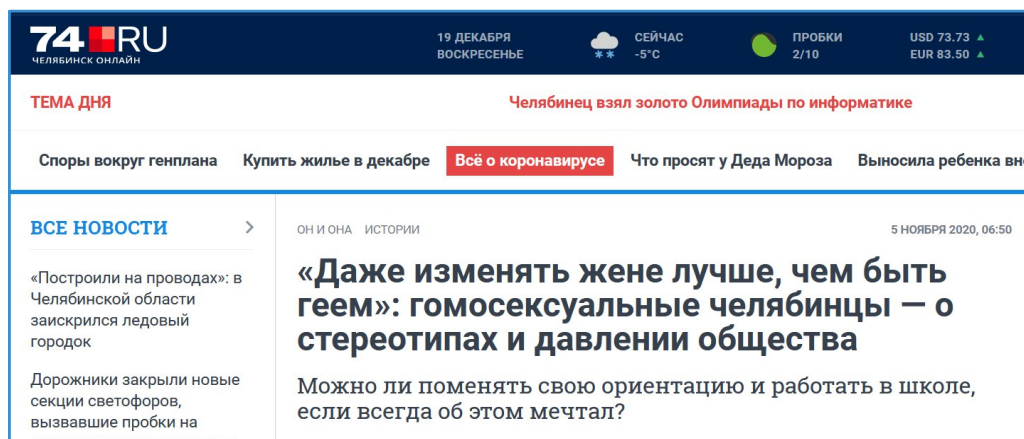 74 RU
ЧЕЛЯБИНСК ОНЛАЙН
19 ДЕКАБРЯ
ВОСКРЕСЕНЬЕ
СЕЙЧАС
-5°C
ПРОБКИ
2/10
USD 73.73 ▲
EUR 83.50 ▲
ТЕМА ДНЯ
Челябинец взял золото Олимпиады по информатике
Споры вокруг генплана
Купить жилье в декабре
Всё о коронавирусе
Что просят у Деда Мороза
Выносила ребенка вн
ВСЕ НОВОСТИ
«Построили на проводах»: в
Челябинской области
заискрился ледовый
городок
Дорожники закрыли новые
секции светофоров,
вызвавшие пробки на
ОН И ОНА
ИСТОРИИ
5 НОЯБРЯ 2020, 06:50
«Даже изменять жене лучше, чем быть
геем»: гомосексуальные челябинцы — о
стереотипах и давлении общества
Можно ли поменять свою ориентацию и работать в школе,
если всегда об этом мечтал?